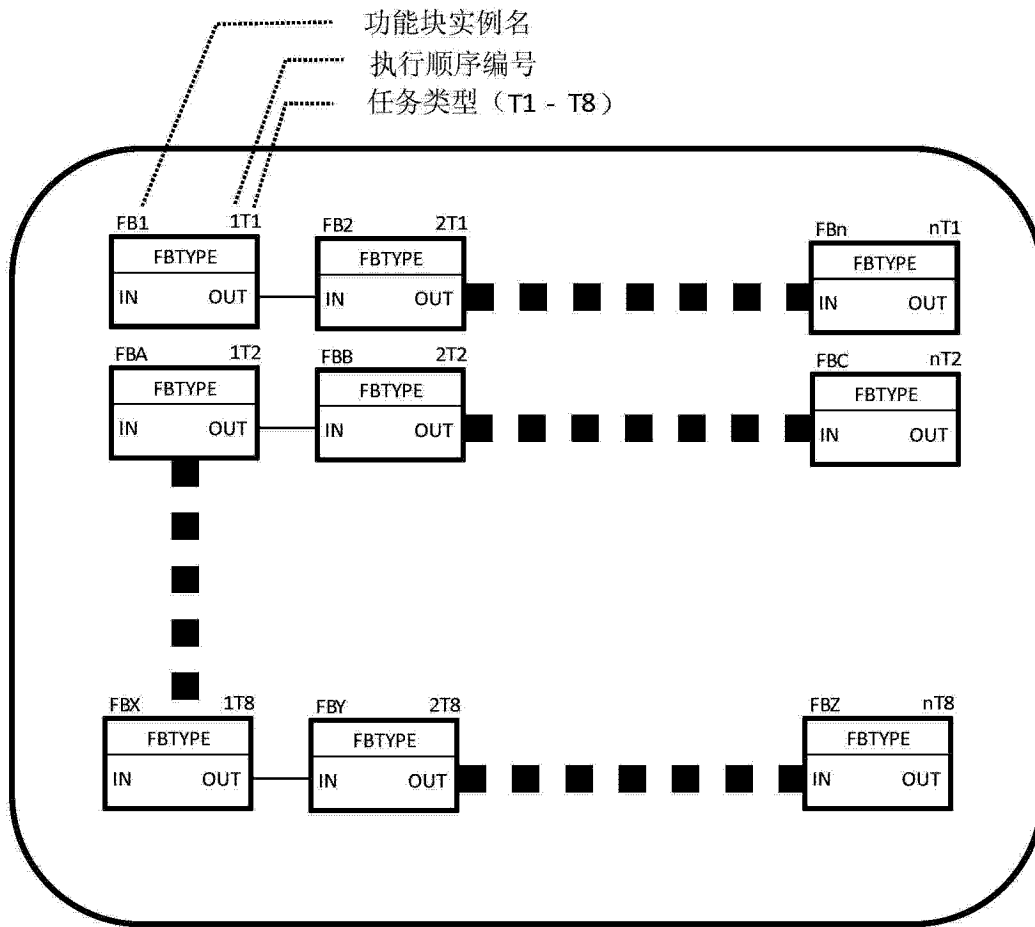 功能块实例名
执行顺序编号
任务类型（T1 - T8）
FB1 1T1 FB2 2T1 FBn nT1
FBTYPE FBTYPE FBTYPE
IN OUT IN OUT IN OUT
FBA 1T2 FBB 2T2 FBC nT2
FBTYPE FBTYPE FBTYPE
IN OUT IN OUT IN OUT
FBX 1T8 FBY 2T8 FBZ nT8
FBTYPE FBTYPE FBTYPE
IN OUT IN OUT IN OUT